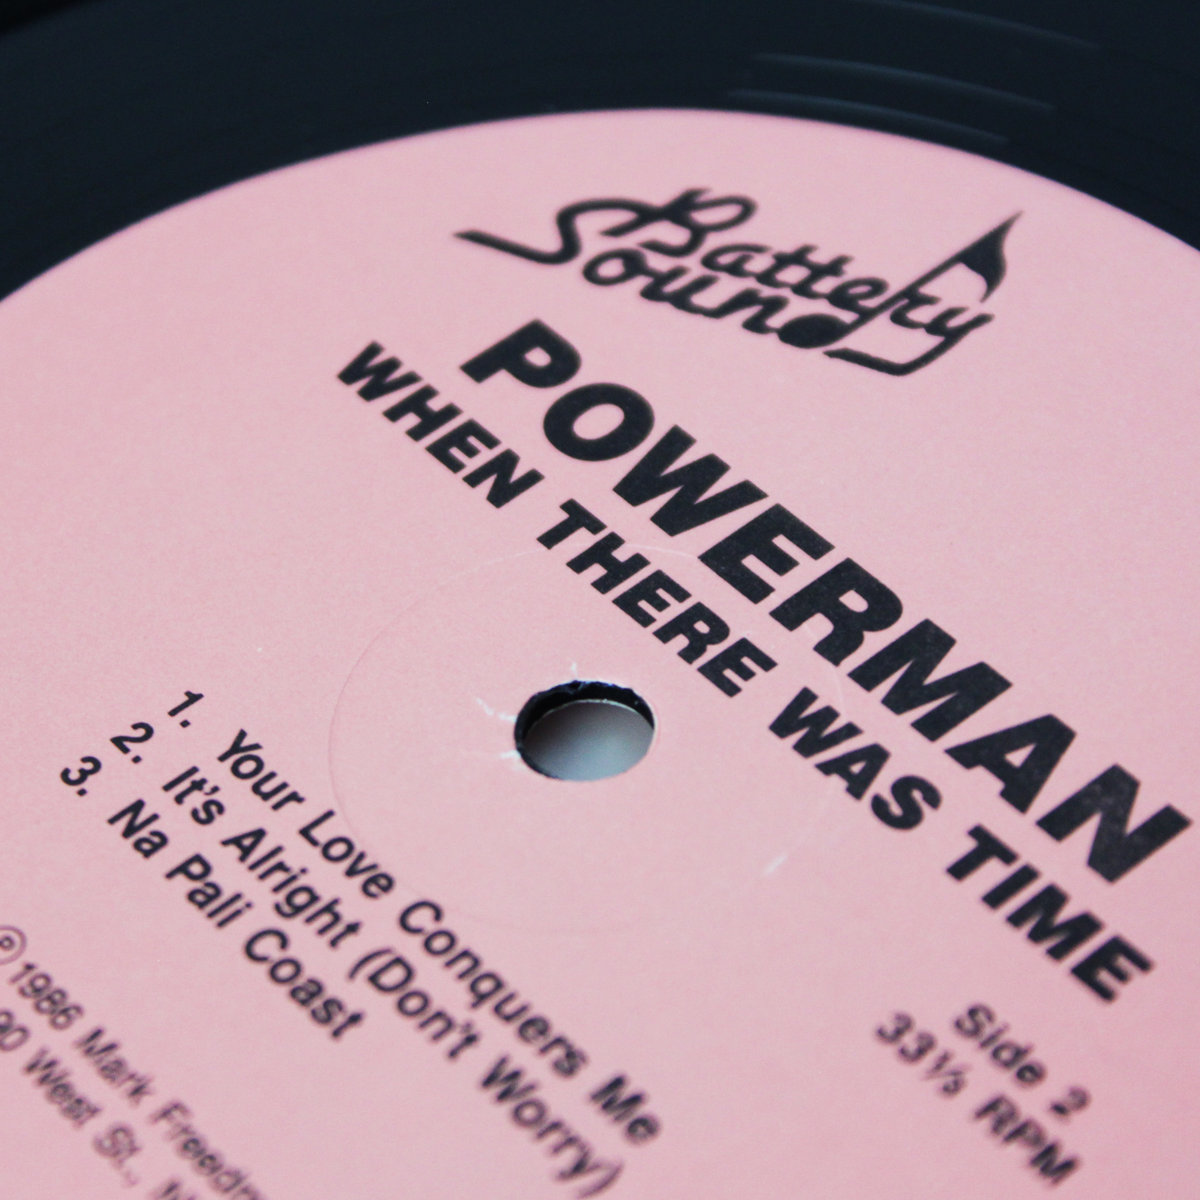 Battery
Sound
POWERMAN
WHEN THERE WAS TIME
Side 2
33⅓ RPM
1. Your Love Conquers Me
2. It's Alright (Don't Worry)
3. Na Pali Coast
℗ 1986 Mark
90 West St.,